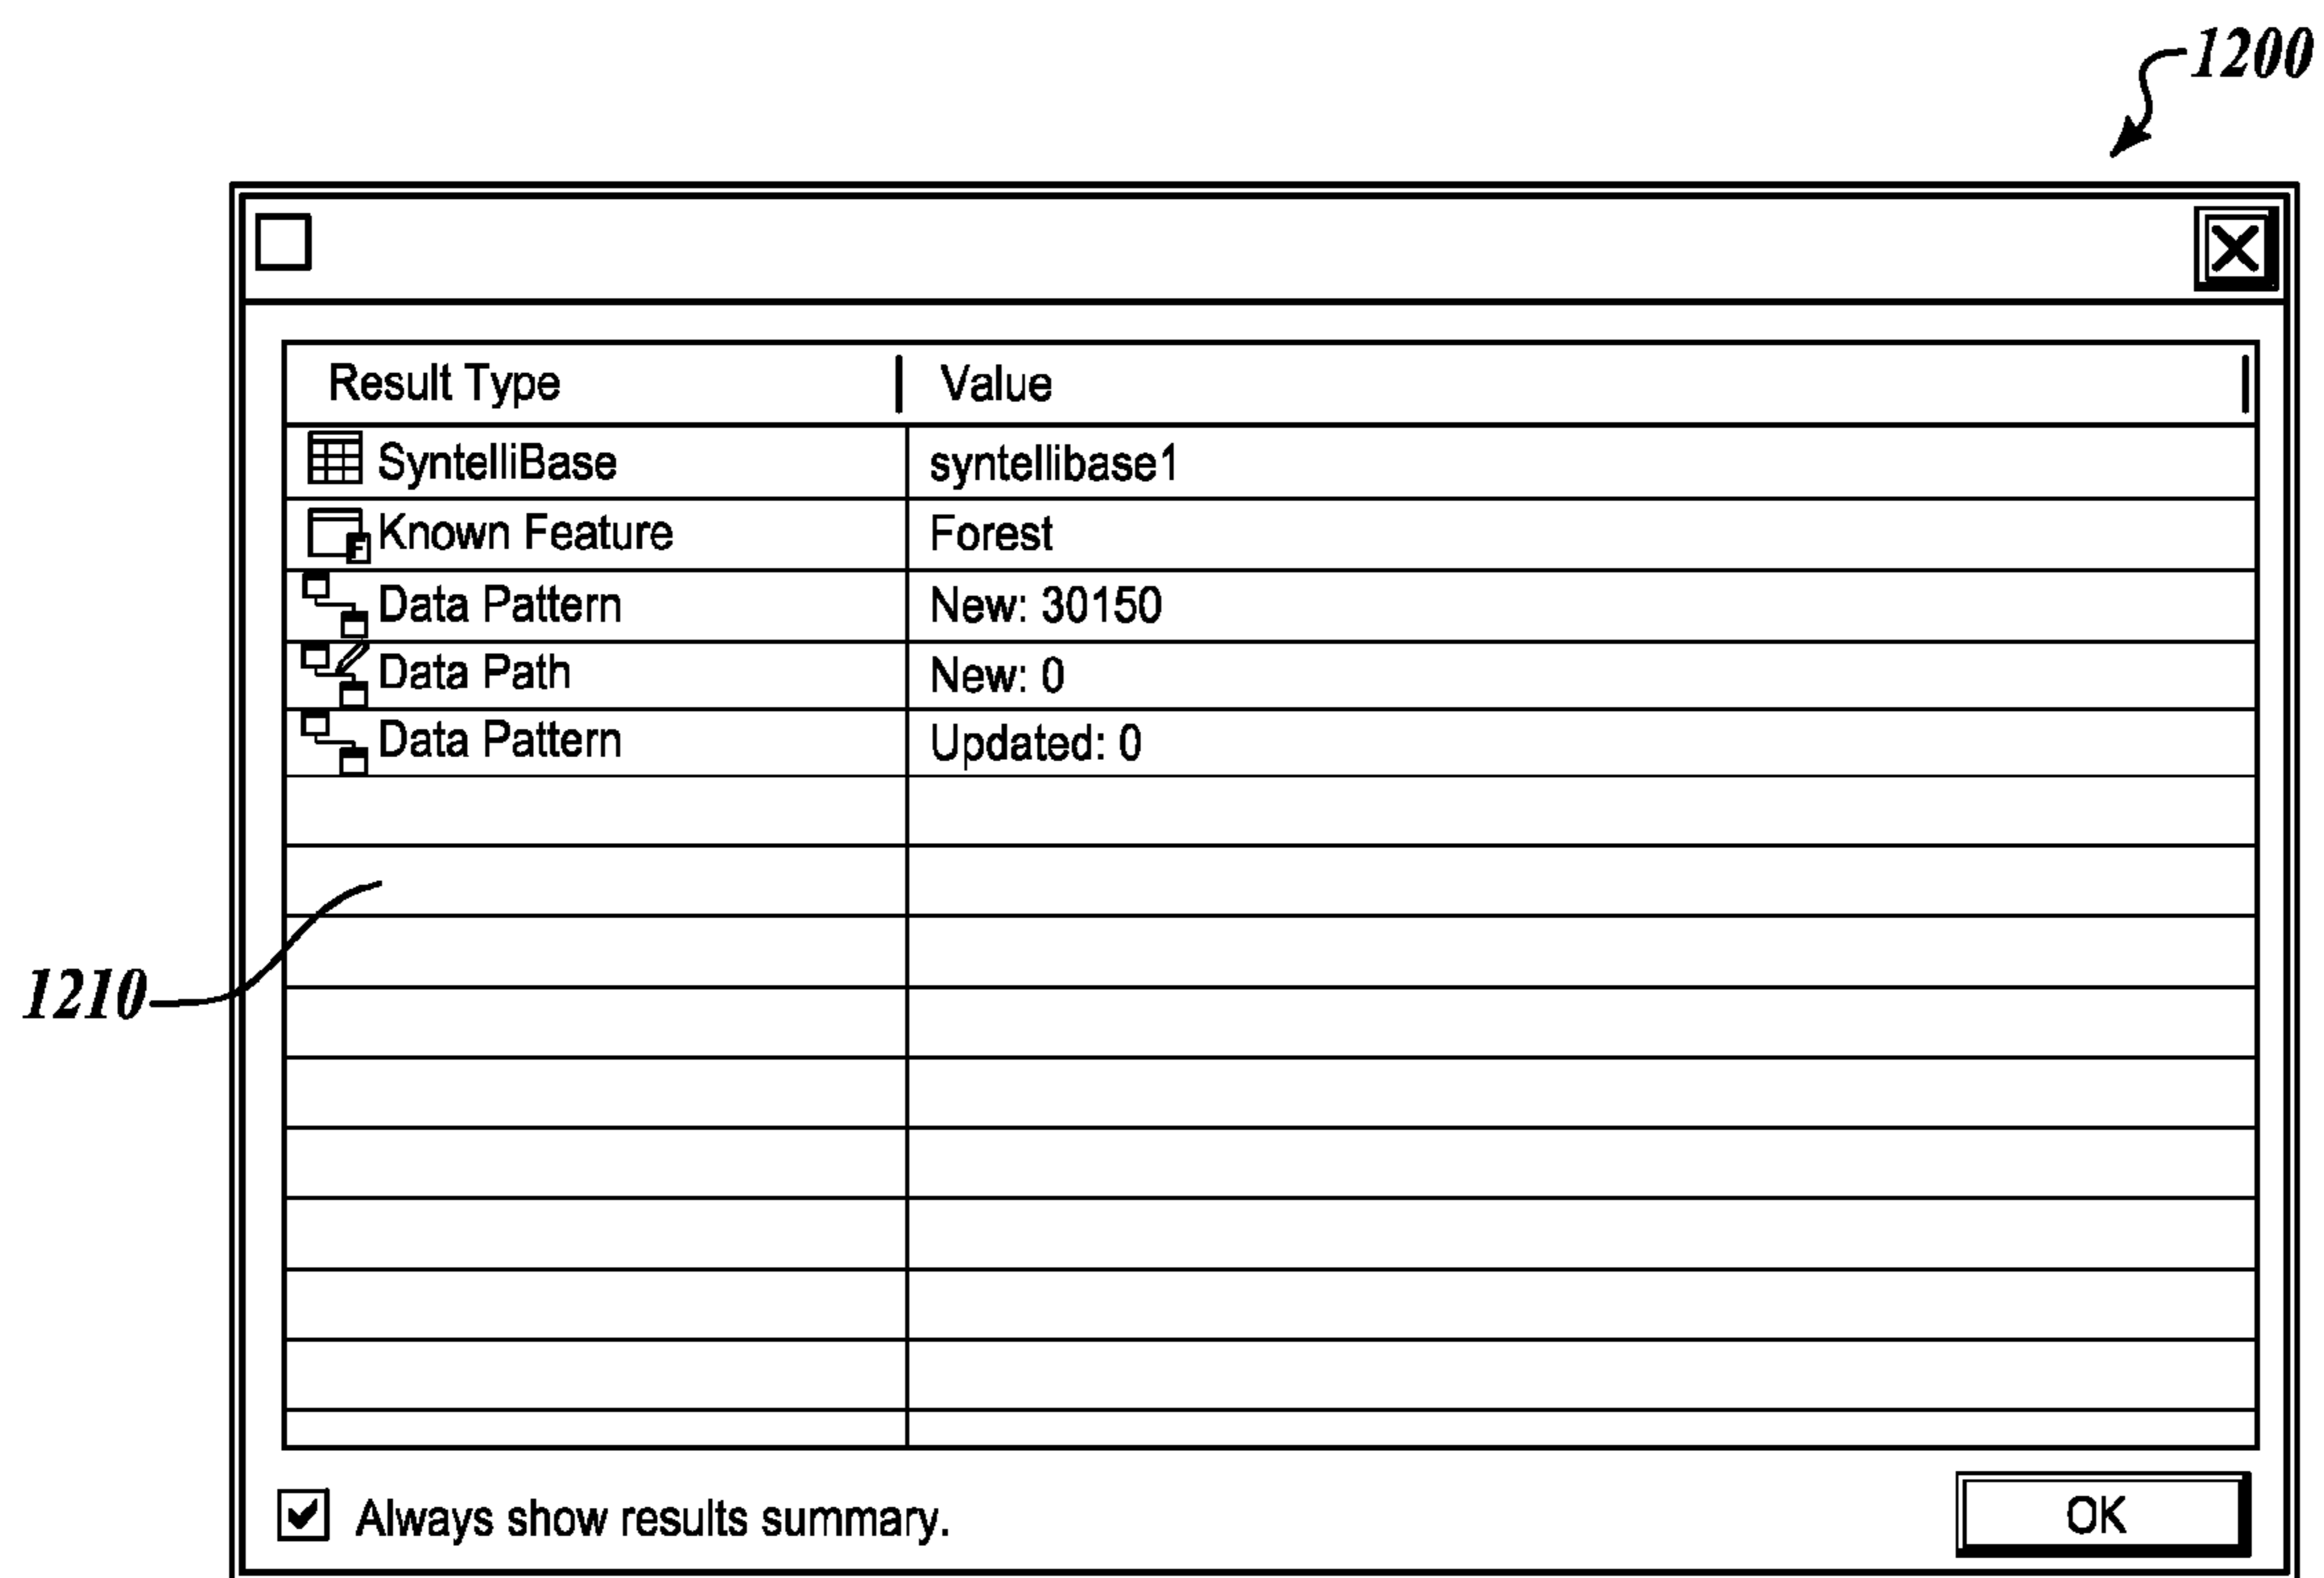 1200
Result Type Value
SyntelliBase syntellibase1
Known Feature Forest
Data Pattern New: 30150
Data Path New: 0
Data Pattern Updated: 0
1210
Always show results summary. OK